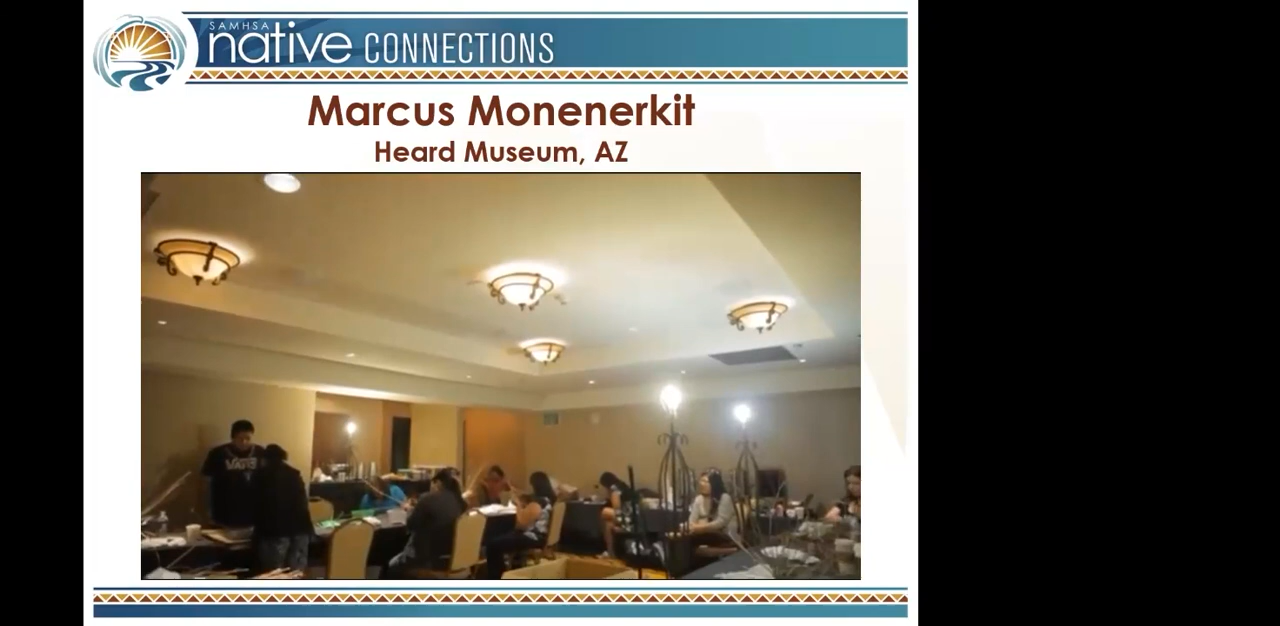 SAMHSA
native CONNECTIONS
Marcus Monenerkit
Heard Museum, AZ